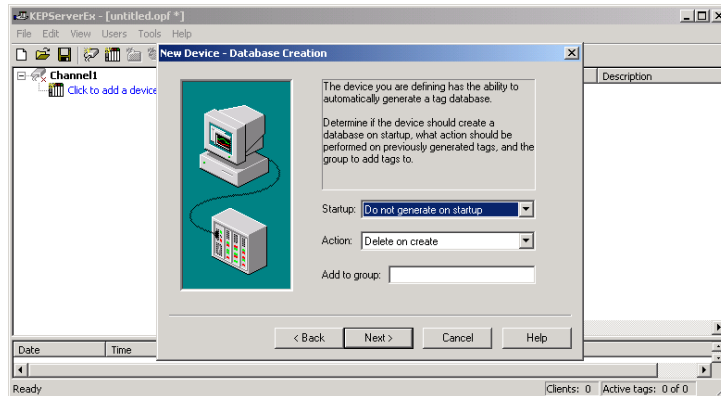 KEPServerEx - [untitled.opf *]
File Edit View Users Tools Help
New Device - Database Creation
Channel1
Click to add a device
Description
The device you are defining has the ability to
automatically generate a tag database.
Determine if the device should create a
database on startup, what action should be
performed on previously generated tags, and the
group to add tags to.
Startup: Do not generate on startup
Action: Delete on create
Add to group:
< Back Next > Cancel Help
Date Time
Ready Clients: 0 Active tags: 0 of 0